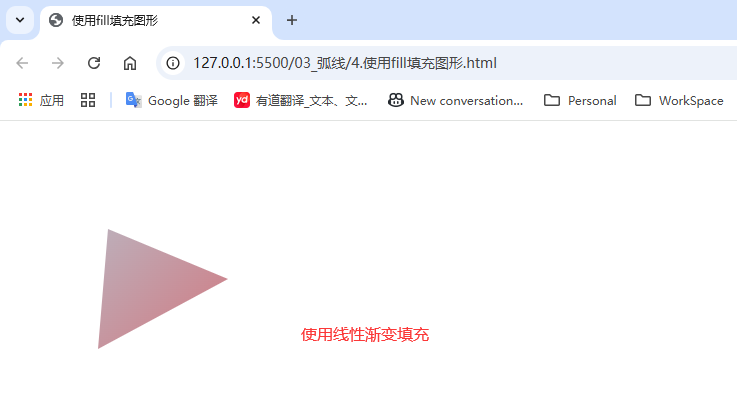 使用fill填充图形
127.0.0.1:5500/03_弧线/4.使用fill填充图形.html
应用 Google 翻译 yd 有道翻译_文本、文... New conversation... Personal WorkSpace
使用线性渐变填充